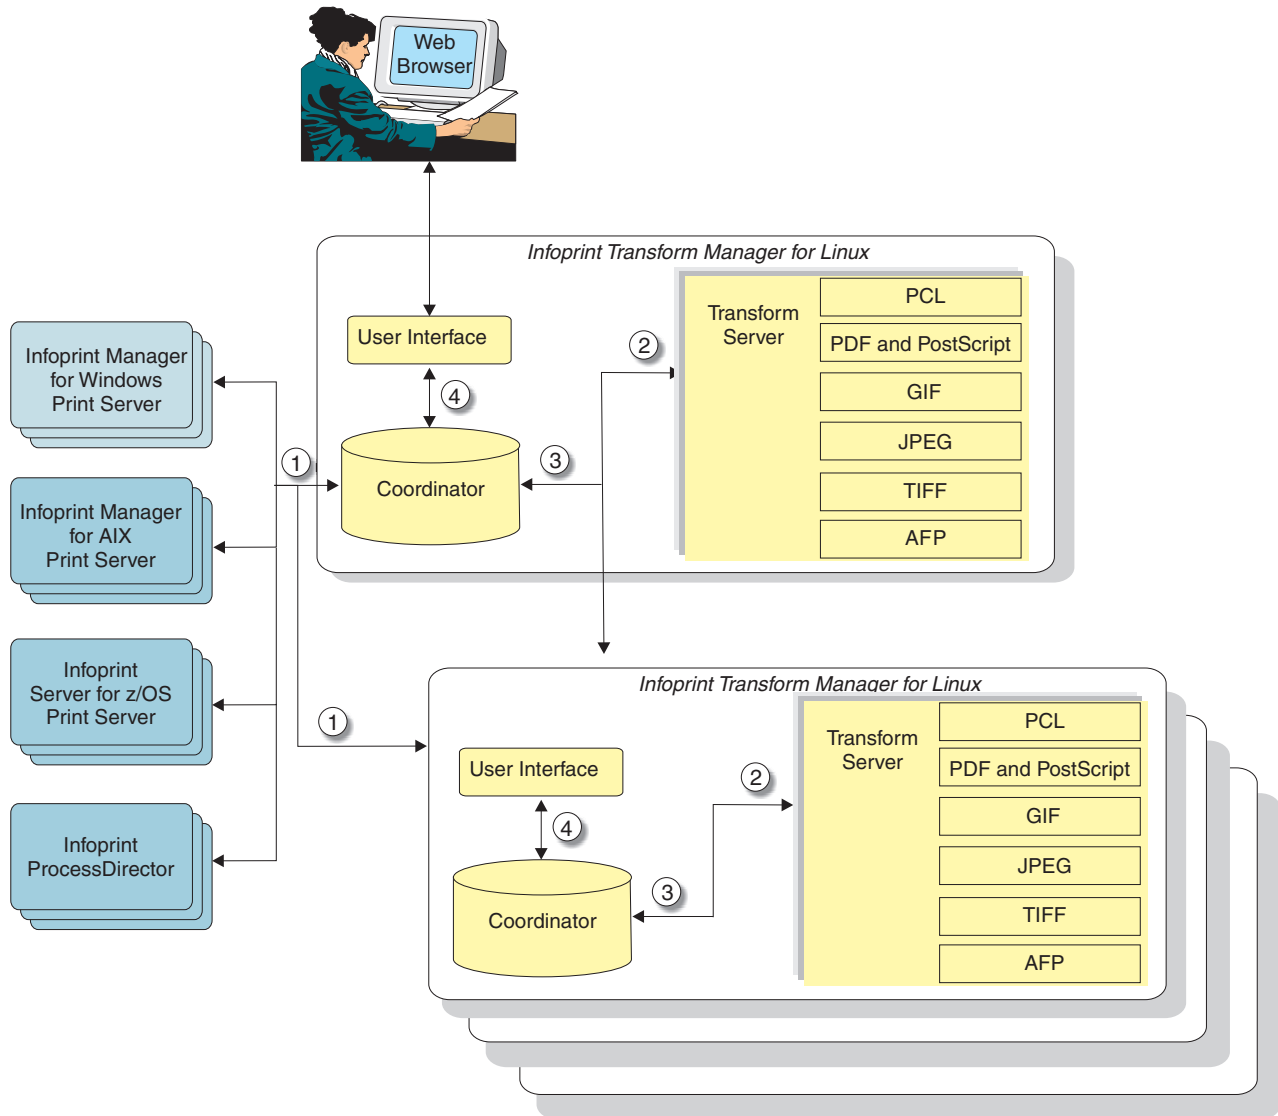 Web
Browser
Infoprint Transform Manager for Linux
Transform
Server
PCL
PDF and PostScript
GIF
JPEG
TIFF
AFP
User Interface
2
4
Coordinator
3
1
Infoprint Manager
for Windows
Print Server
Infoprint Manager
for AIX
Print Server
Infoprint
Server for z/OS
Print Server
Infoprint
ProcessDirector
1
Infoprint Transform Manager for Linux
Transform
Server
PCL
PDF and PostScript
GIF
JPEG
TIFF
AFP
User Interface
2
4
Coordinator
3